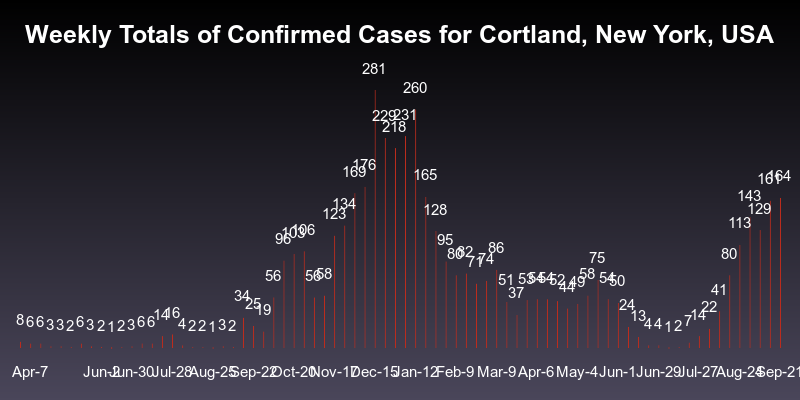 Weekly Totals of Confirmed Cases for Cortland, New York, USA
8 6 6 3 3 2 6 3 2 1 2 3 6 6 14 16 4 2 2 1 3 2 34 25 19 56 96 103 106 56 58 123 134 169 176 281 229 218 231 260 165 128 95 80 82 71 74 86 51 37 53 54 54 52 44 49 58 75 54 50 24 13 4 4 1 2 7 14 22 41 80 113 143 129 161 164
Apr-7 Jun-2 Jun-30 Jul-28 Aug-25 Sep-22 Oct-20 Nov-17 Dec-15 Jan-12 Feb-9 Mar-9 Apr-6 May-4 Jun-1 Jun-29 Jul-27 Aug-24 Sep-21